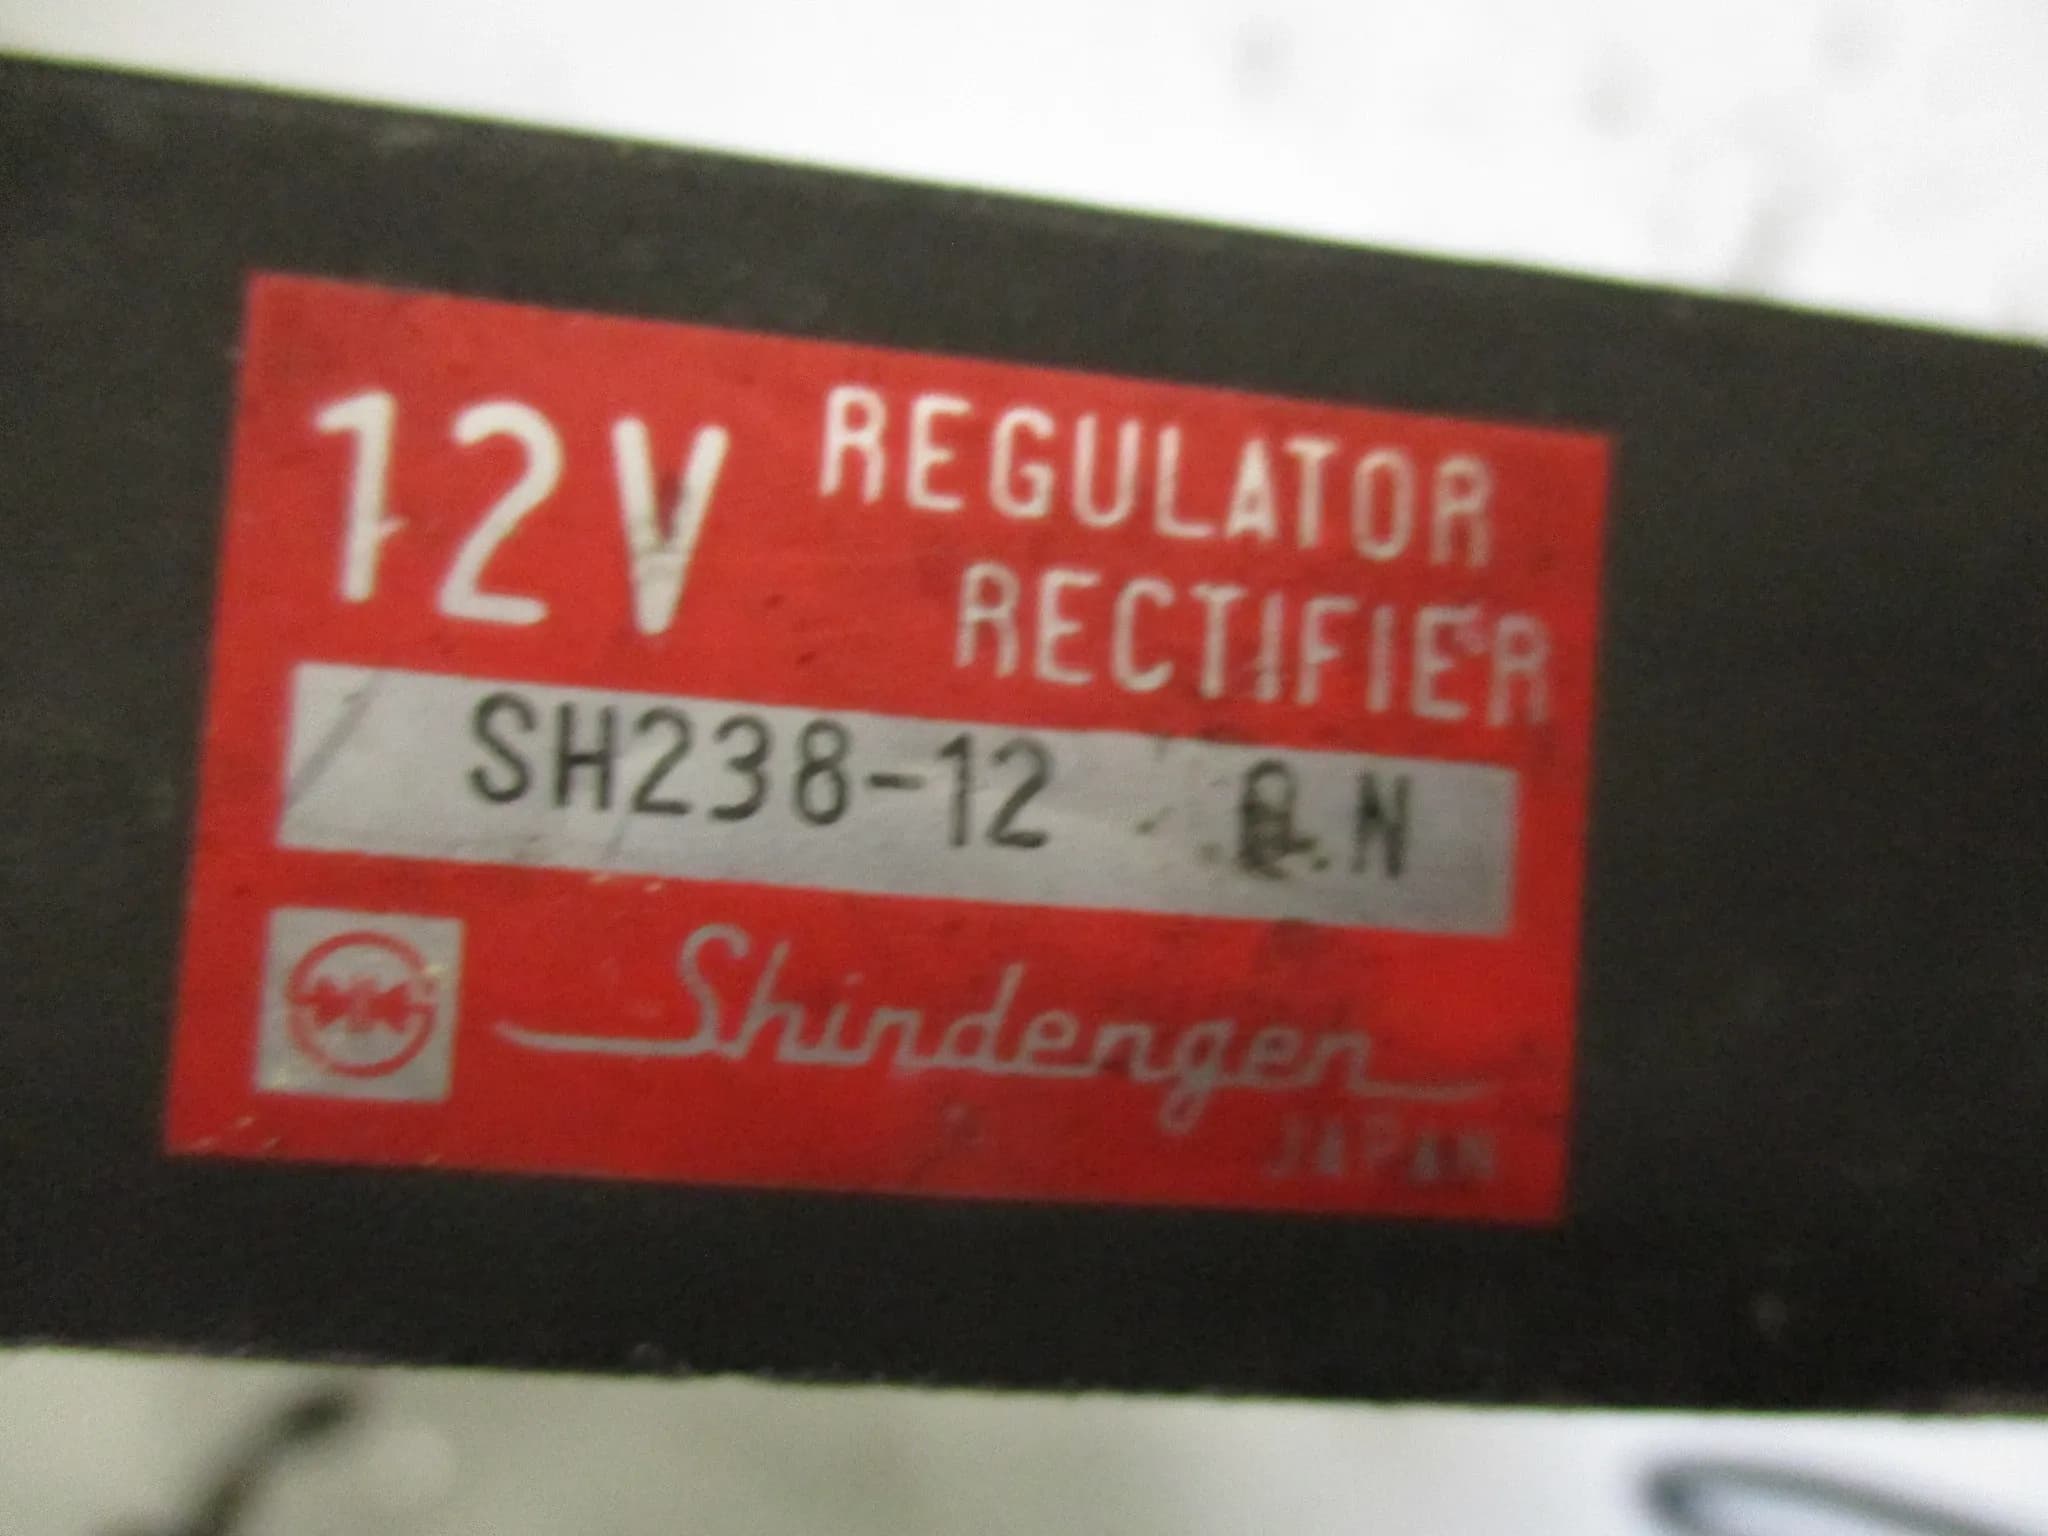 12V REGULATOR
RECTIFIER
SH238-12 .N
Shindengen
JAPAN